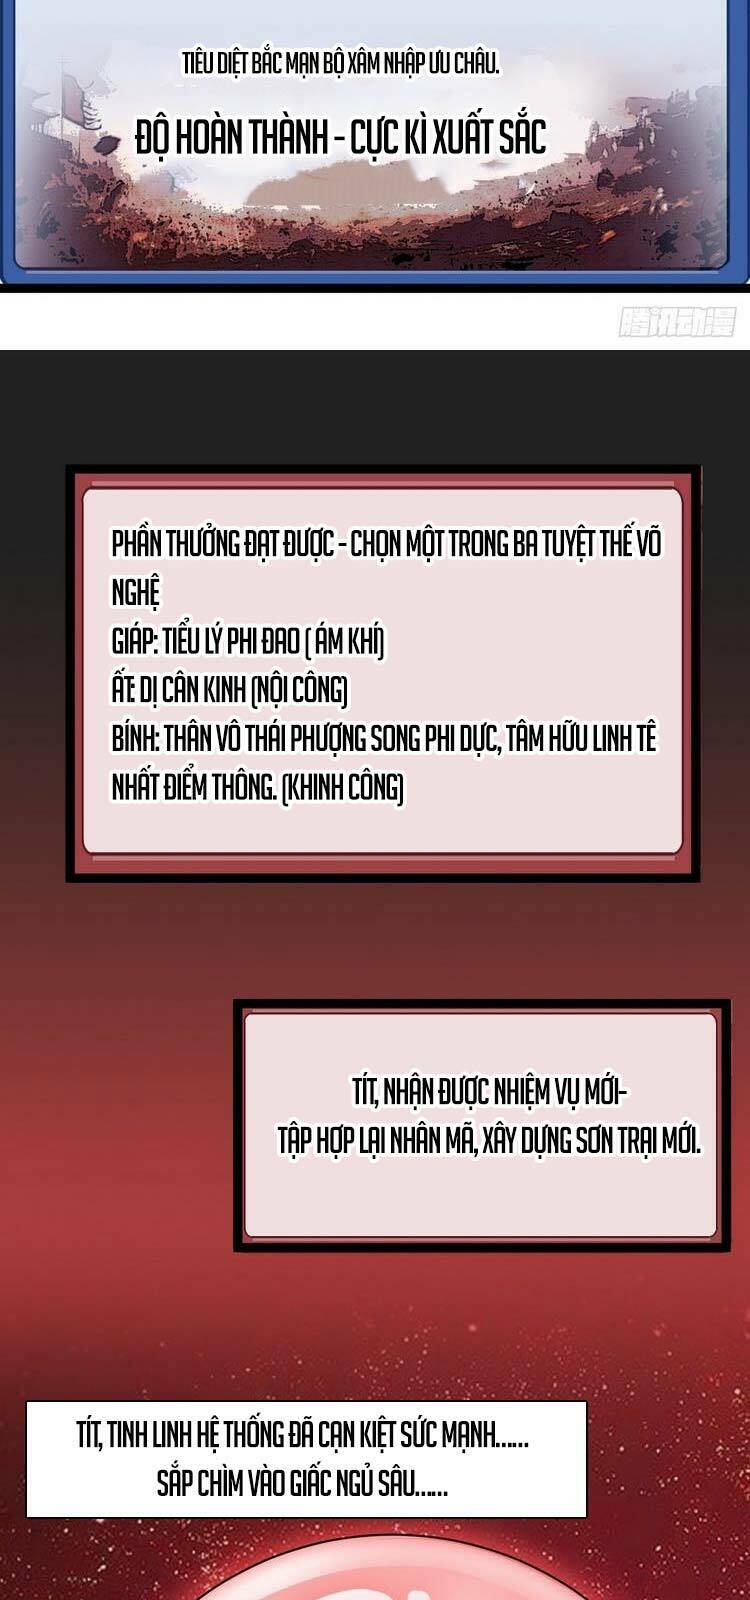 TIÊU DIỆT BẮC MẠN BỘ XÂM NHẬP ƯU CHÂU.
ĐỘ HOÀN THÀNH - CỰC KÌ XUẤT SẮC
腾讯动漫
PHẦN THƯỞNG ĐẠT ĐƯỢC - CHỌN MỘT TRONG BA TUYỆT THẾ VÕ
NGHỆ
GIÁP: TIỂU LÝ PHI ĐAO ( ÁM KHÍ)
ẤT: DỊ CÂN KINH (NỘI CÔNG)
BÍNH: THÂN VÔ THÁI PHƯỢNG SONG PHI DỰC, TÂM HỮU LINH TÊ
NHẤT ĐIỂM THÔNG. (KHINH CÔNG)
TÍT, NHẬN ĐƯỢC NHIỆM VỤ MỚI-
TẬP HỢP LẠI NHÂN MÃ, XÂY DỰNG SƠN TRẠI MỚI.
TÍT, TINH LINH HỆ THỐNG ĐÃ CẠN KIỆT SỨC MẠNH......
SẮP CHÌM VÀO GIẤC NGỦ SÂU......